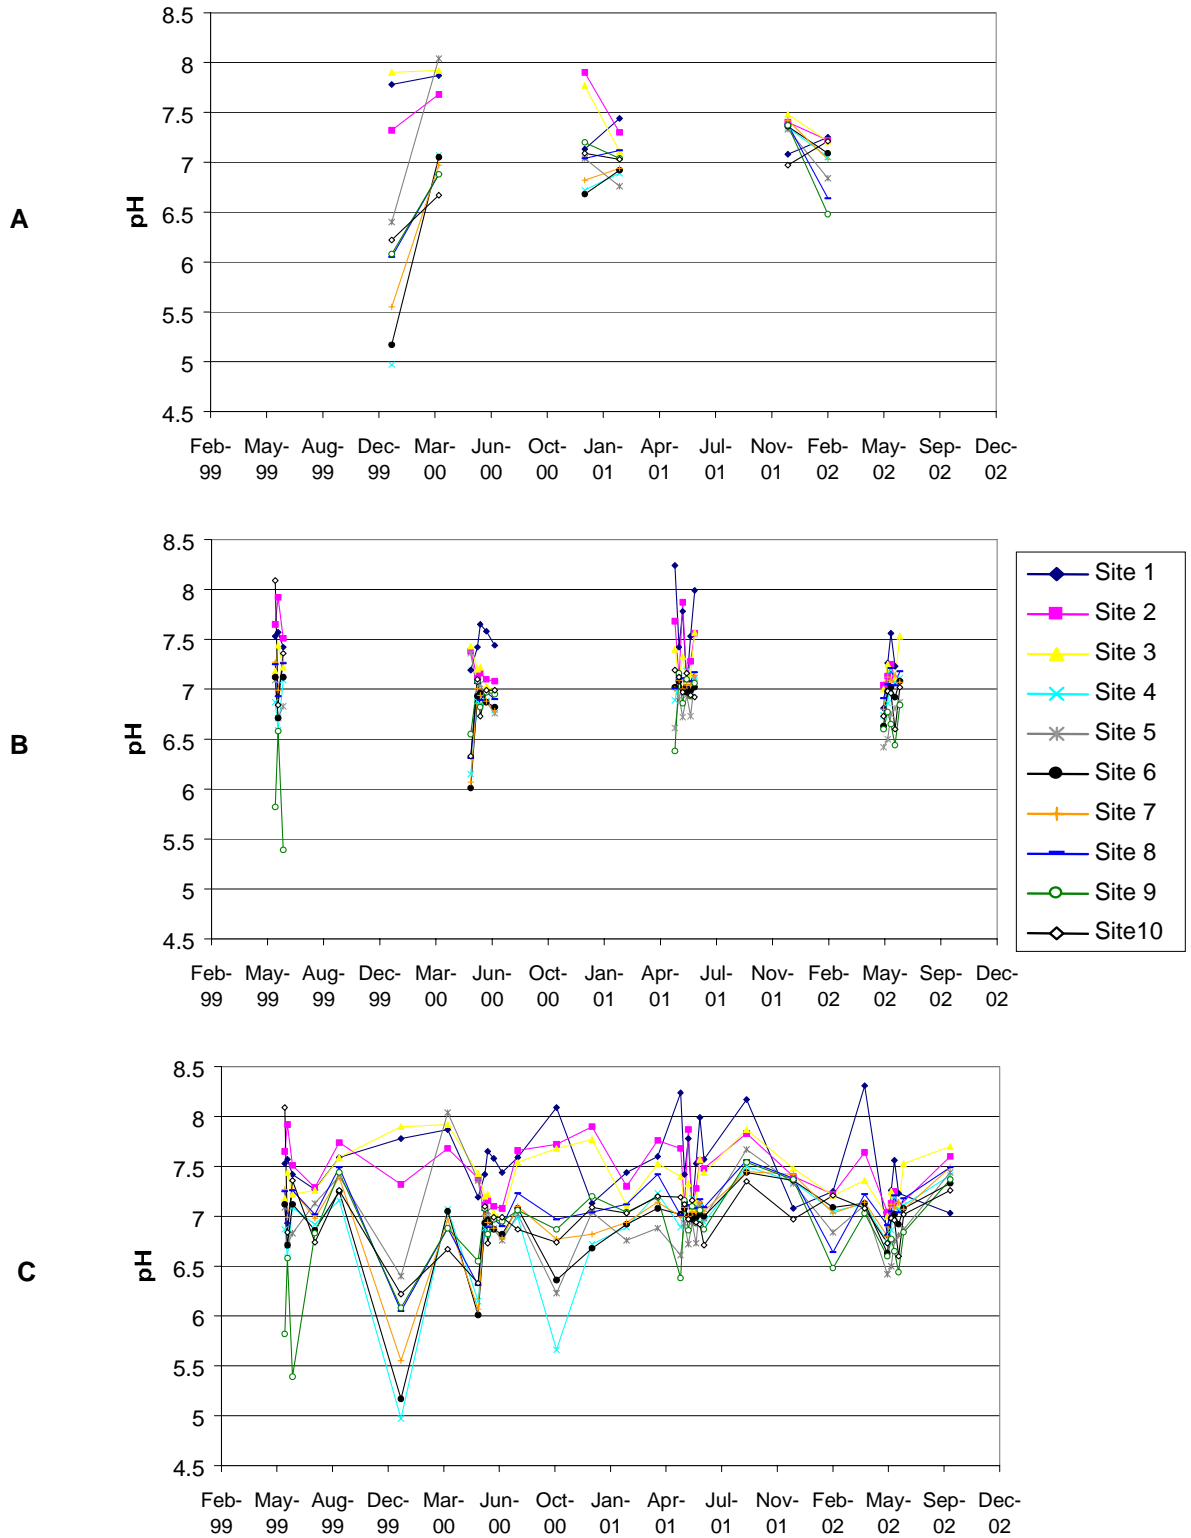 A
pH
8.5
8
7.5
7
6.5
6
5.5
5
4.5
Feb- May- Aug- Dec- Mar- Jun- Oct- Jan- Apr- Jul- Nov- Feb- May- Sep- Dec-
99 99 99 99 00 00 00 01 01 01 01 02 02 02 02
B
pH
8.5
8
7.5
7
6.5
6
5.5
5
4.5
Feb- May- Aug- Dec- Mar- Jun- Oct- Jan- Apr- Jul- Nov- Feb- May- Sep- Dec-
99 99 99 99 00 00 00 01 01 01 01 02 02 02 02
Site 1
Site 2
Site 3
Site 4
Site 5
Site 6
Site 7
Site 8
Site 9
Site10
C
pH
8.5
8
7.5
7
6.5
6
5.5
5
4.5
Feb- May- Aug- Dec- Mar- Jun- Oct- Jan- Apr- Jul- Nov- Feb- May- Sep- Dec-
99 99 99 99 00 00 00 01 01 01 01 02 02 02 02